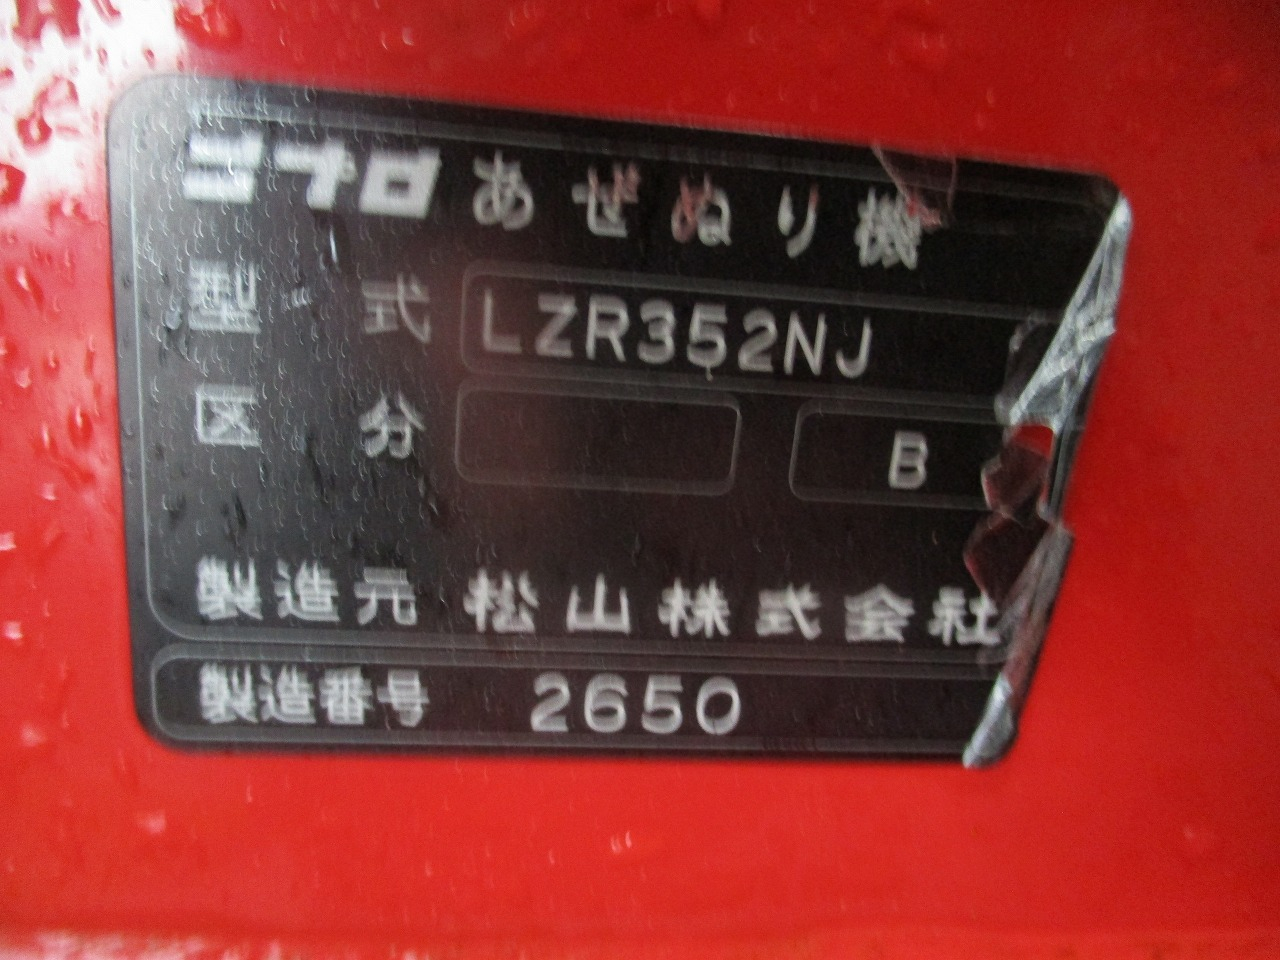 ニプロ あぜぬり機
型式 LZR352NJ
区分 B
製造元 松山株式会社
製造番号 2650